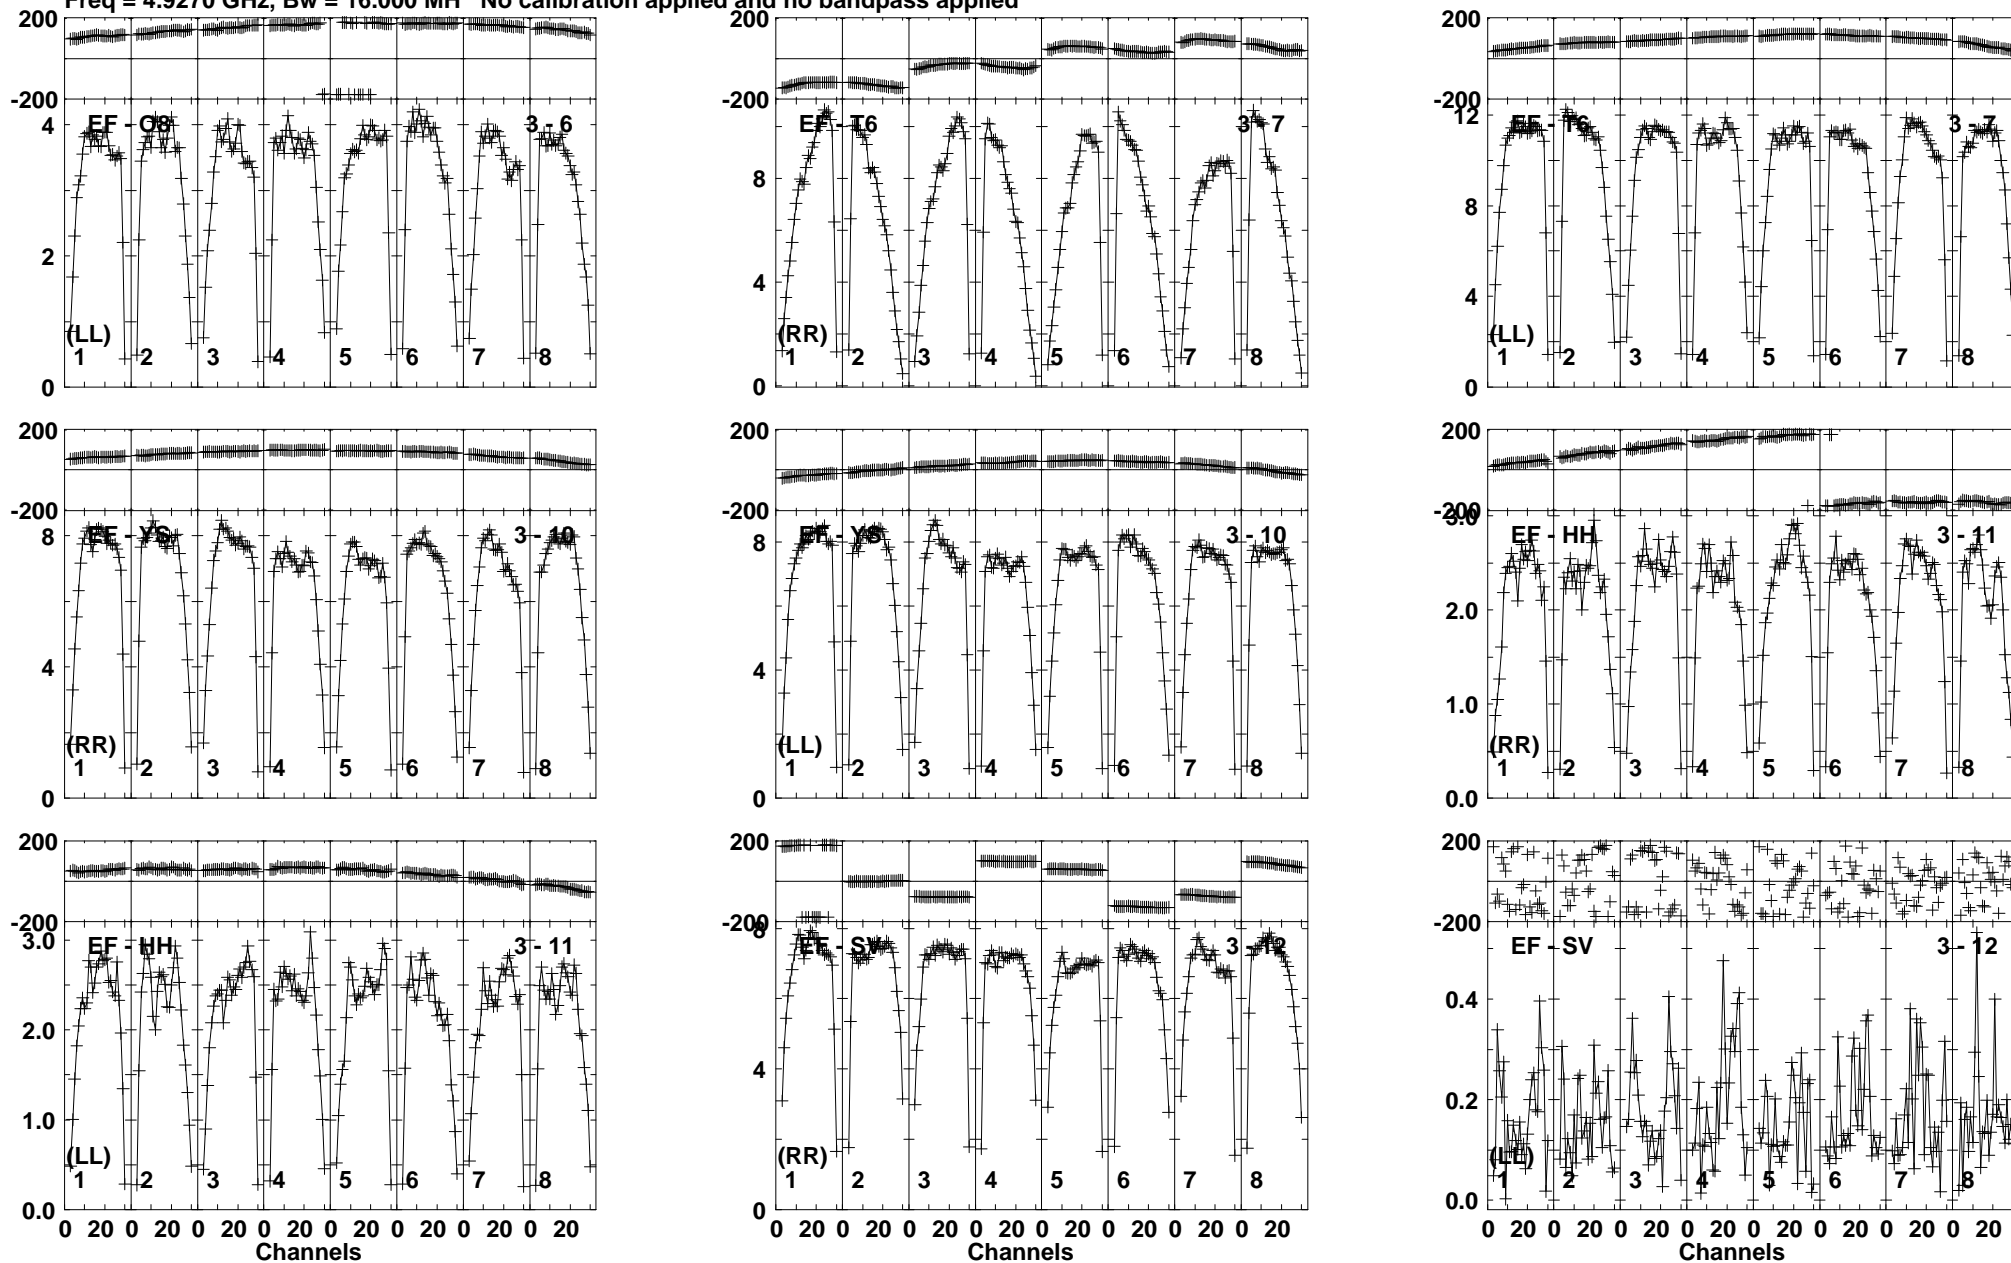 Freq = 4.9270 GHz, Bw = 16.000 MH No calibration applied and no bandpass applied
200 200 200
-200 -200 -200
EF - O8 3 - 6 EF - T6 3 - 7 EF - T6 3 - 7
4 12
8 8
2 4 4
(LL) (RR) (LL)
1 2 3 4 5 6 7 8 1 2 3 4 5 6 7 8 1 2 3 4 5 6 7 8
0 0 0
200 200 200
-200 -200 -200
EF - YS 3 - 10 EF - YS 3 - 10 EF - HH 3 - 11
8 8 3.0
2.0
4 4 1.0
(RR) (LL) (RR)
1 2 3 4 5 6 7 8 1 2 3 4 5 6 7 8 1 2 3 4 5 6 7 8
0 0 0.0
200 200 200
-200 -200 -200
EF - HH 3 - 11 EF - SV 3 - 12 EF - SV 3 - 12
3.0 8
2.0 0.4
1.0 4 0.2
(LL) (RR) (LL)
1 2 3 4 5 6 7 8 1 2 3 4 5 6 7 8 1 2 3 4 5 6 7 8
0.0 0 0.0
0 20 0 20 0 20 0 20 0 20 0 20 0 20 0 20 0 20 0 20 0 20 0 20 0 20 0 20 0 20 0 20 0 20 0 20 0 20 0 20 0 20 0 20 0 20 0 20
Channels Channels Channels